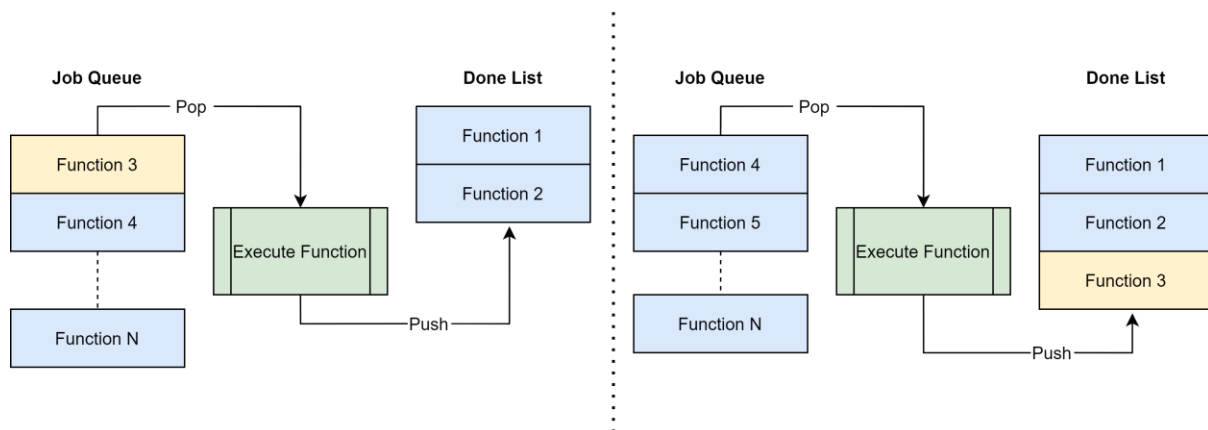 Job Queue
Done List
Pop
Function 3
Function 4
Function N
Execute Function
Function 1
Function 2
Push
Job Queue
Done List
Pop
Function 4
Function 5
Function N
Execute Function
Function 1
Function 2
Function 3
Push